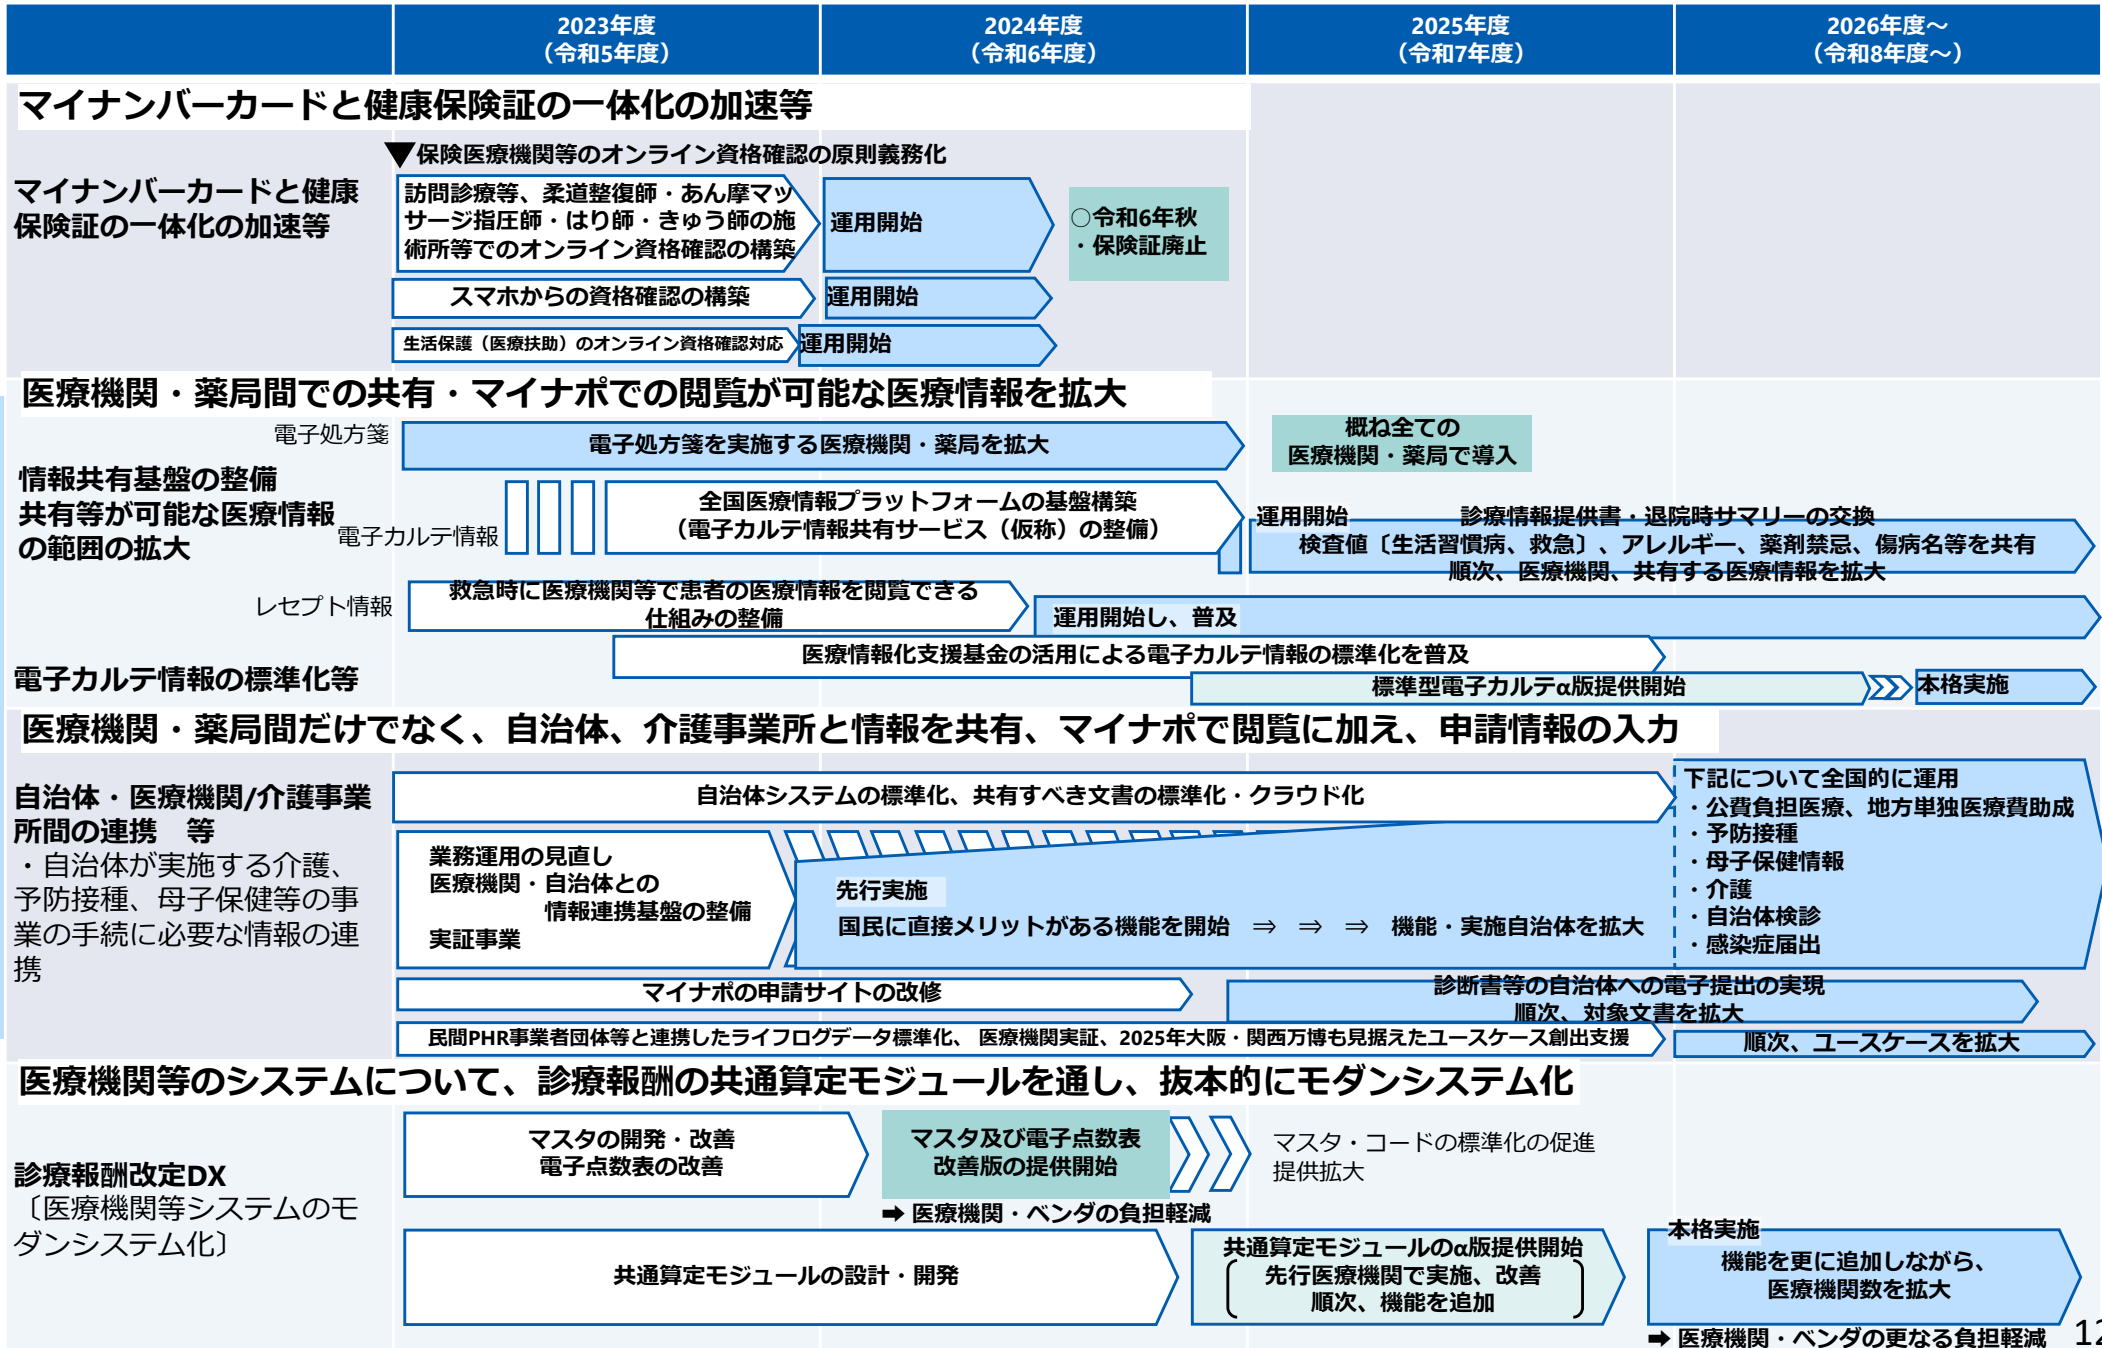 2023年度
（令和5年度）
2024年度
（令和6年度）
2025年度
（令和7年度）
2026年度～
（令和8年度～）
マイナンバーカードと健康保険証の一体化の加速等
マイナンバーカードと健康
保険証の一体化の加速等
▼保険医療機関等のオンライン資格確認の原則義務化
訪問診療等、柔道整復師・あん摩マッ
サージ指圧師・はり師・きゅう師の施
術所等でのオンライン資格確認の構築
運用開始
○令和6年秋
・保険証廃止
スマホからの資格確認の構築
運用開始
生活保護（医療扶助）のオンライン資格確認対応
運用開始
医療機関・薬局間での共有・マイナポでの閲覧が可能な医療情報を拡大
情報共有基盤の整備
共有等が可能な医療情報
の範囲の拡大
電子処方箋
電子処方箋を実施する医療機関・薬局を拡大
概ね全ての
医療機関・薬局で導入
電子カルテ情報
全国医療情報プラットフォームの基盤構築
（電子カルテ情報共有サービス（仮称）の整備）
運用開始
診療情報提供書・退院時サマリーの交換
検査値〔生活習慣病、救急〕、アレルギー、薬剤禁忌、傷病名等を共有
順次、医療機関、共有する医療情報を拡大
レセプト情報
救急時に医療機関等で患者の医療情報を閲覧できる
仕組みの整備
運用開始し、普及
電子カルテ情報の標準化等
医療情報化支援基金の活用による電子カルテ情報の標準化を普及
標準型電子カルテα版提供開始
本格実施
医療機関・薬局間だけでなく、自治体、介護事業所と情報を共有、マイナポで閲覧に加え、申請情報の入力
自治体・医療機関/介護事業
所間の連携　等
・自治体が実施する介護、
予防接種、母子保健等の事
業の手続に必要な情報の連
携
自治体システムの標準化、共有すべき文書の標準化・クラウド化
業務運用の見直し
医療機関・自治体との
情報連携基盤の整備
実証事業
先行実施
国民に直接メリットがある機能を開始　⇒　⇒　⇒　機能・実施自治体を拡大
下記について全国的に運用
・公費負担医療、地方単独医療費助成
・予防接種
・母子保健情報
・介護
・自治体検診
・感染症届出
マイナポの申請サイトの改修
診断書等の自治体への電子提出の実現
順次、対象文書を拡大
民間PHR事業者団体等と連携したライフログデータ標準化、 医療機関実証、2025年大阪・関西万博も見据えたユースケース創出支援
順次、ユースケースを拡大
医療機関等のシステムについて、診療報酬の共通算定モジュールを通し、抜本的にモダンシステム化
診療報酬改定DX
〔医療機関等システムのモ
ダンシステム化〕
マスタの開発・改善
電子点数表の改善
マスタ及び電子点数表
改善版の提供開始
マスタ・コードの標準化の促進
提供拡大
➡ 医療機関・ベンダの負担軽減
共通算定モジュールの設計・開発
共通算定モジュールのα版提供開始
先行医療機関で実施、改善
順次、機能を追加
本格実施
機能を更に追加しながら、
医療機関数を拡大
➡ 医療機関・ベンダの更なる負担軽減
12